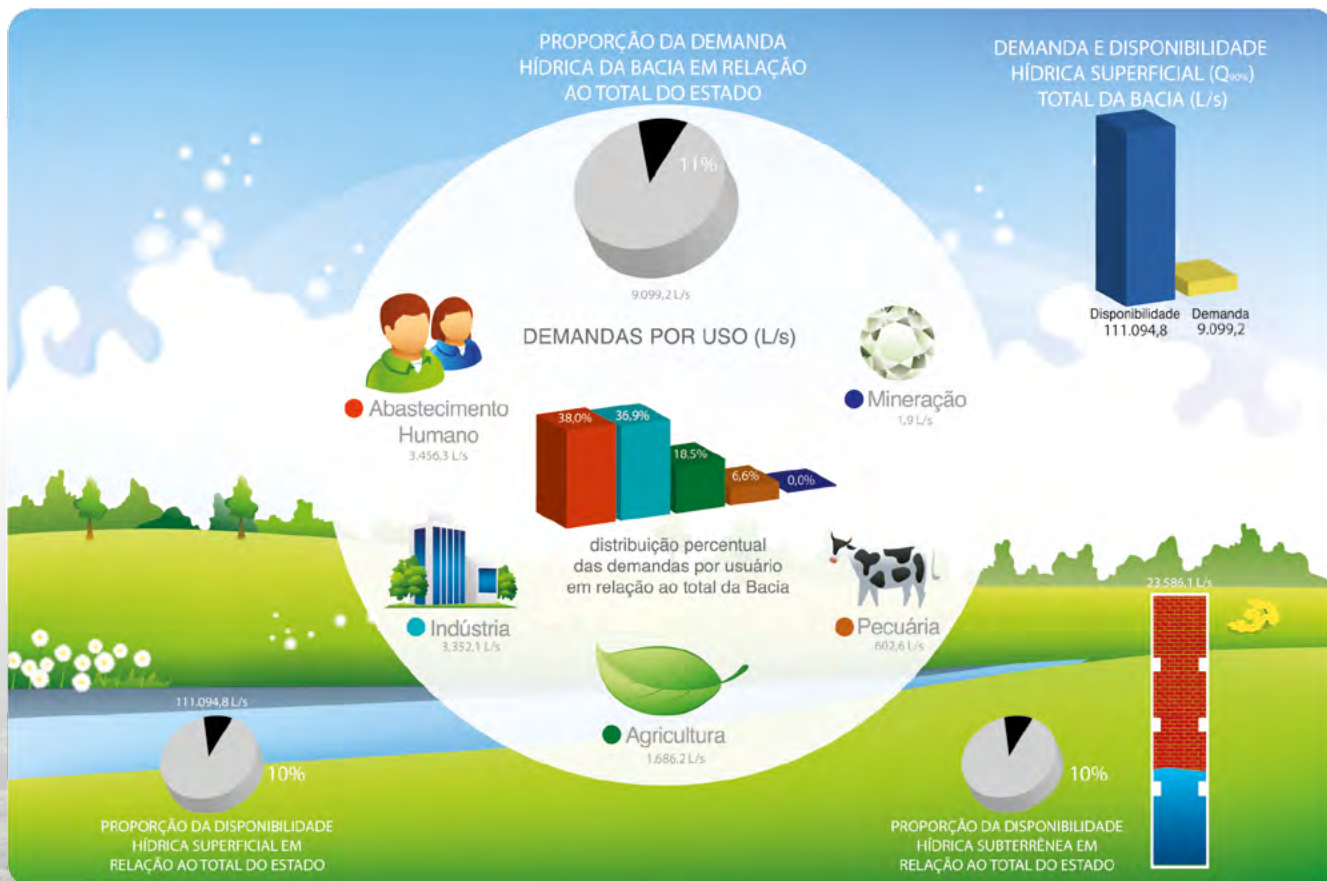 PROPORÇÃO DA DEMANDA
HÍDRICA DA BACIA EM RELAÇÃO
AO TOTAL DO ESTADO
11%
9.099,2 L/s
DEMANDA E DISPONIBILIDADE
HÍDRICA SUPERFICIAL (Q90%)
TOTAL DA BACIA (L/s)
Disponibilidade
111.094,8
Demanda
9.099,2
DEMANDAS POR USO (L/s)
Abastecimento
Humano
3.456,3 L/s
Mineração
1,9 L/s
38,0%
36,9%
18,5%
6,6%
0,0%
distribuição percentual
das demandas por usuário
em relação ao total da Bacia
Indústria
3.352,1 L/s
Pecuária
602,6 L/s
Agricultura
1.686,2 L/s
111.094,8 L/s
10%
PROPORÇÃO DA DISPONIBILIDADE
HÍDRICA SUPERFICIAL EM
RELAÇÃO AO TOTAL DO ESTADO
23.586,1 L/s
10%
PROPORÇÃO DA DISPONIBILIDADE
HÍDRICA SUBTERRÊNEA EM
RELAÇÃO AO TOTAL DO ESTADO